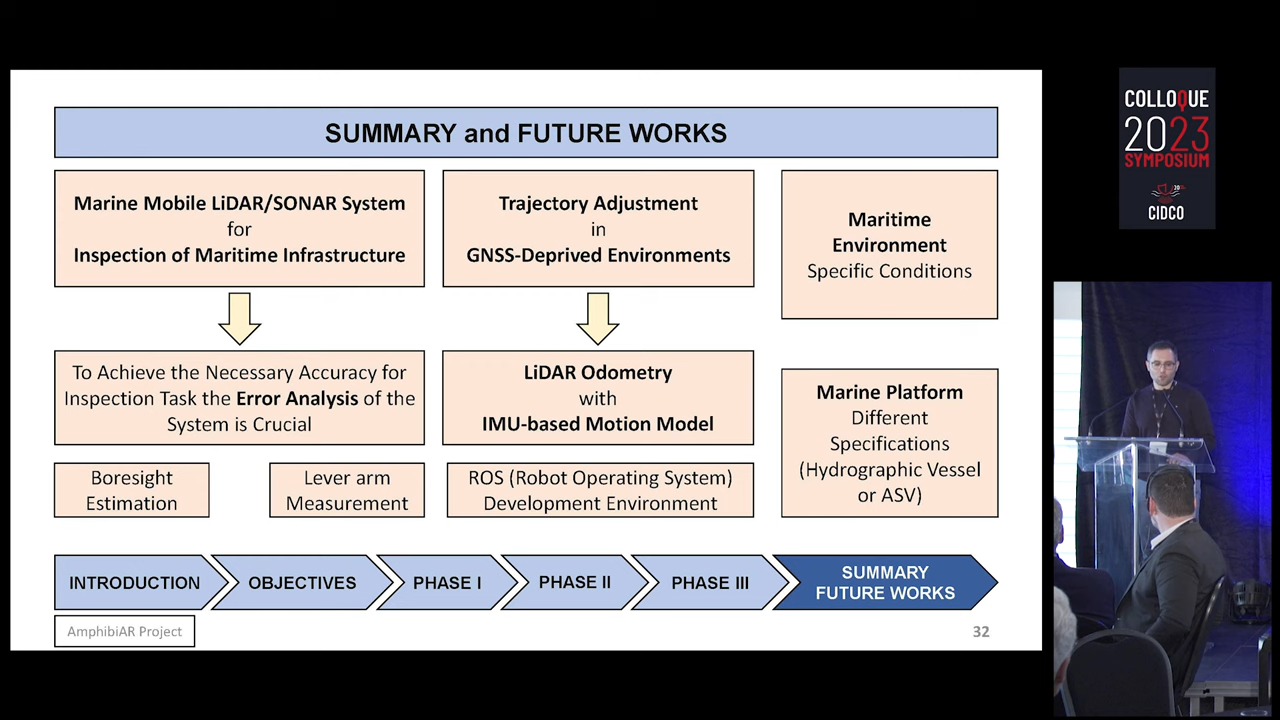 SUMMARY and FUTURE WORKS
Marine Mobile LiDAR/SONAR System
for
Inspection of Maritime Infrastructure
Trajectory Adjustment
in
GNSS-Deprived Environments
Maritime
Environment
Specific Conditions
To Achieve the Necessary Accuracy for
Inspection Task the Error Analysis of the
System is Crucial
LiDAR Odometry
with
IMU-based Motion Model
Marine Platform
Different
Specifications
(Hydrographic Vessel
or ASV)
Boresight
Estimation
Lever arm
Measurement
ROS (Robot Operating System)
Development Environment
INTRODUCTION
OBJECTIVES
PHASE I
PHASE II
PHASE III
SUMMARY
FUTURE WORKS
AmphibiAR Project
32
COLLOQUE
2023
SYMPOSIUM
CIDCO